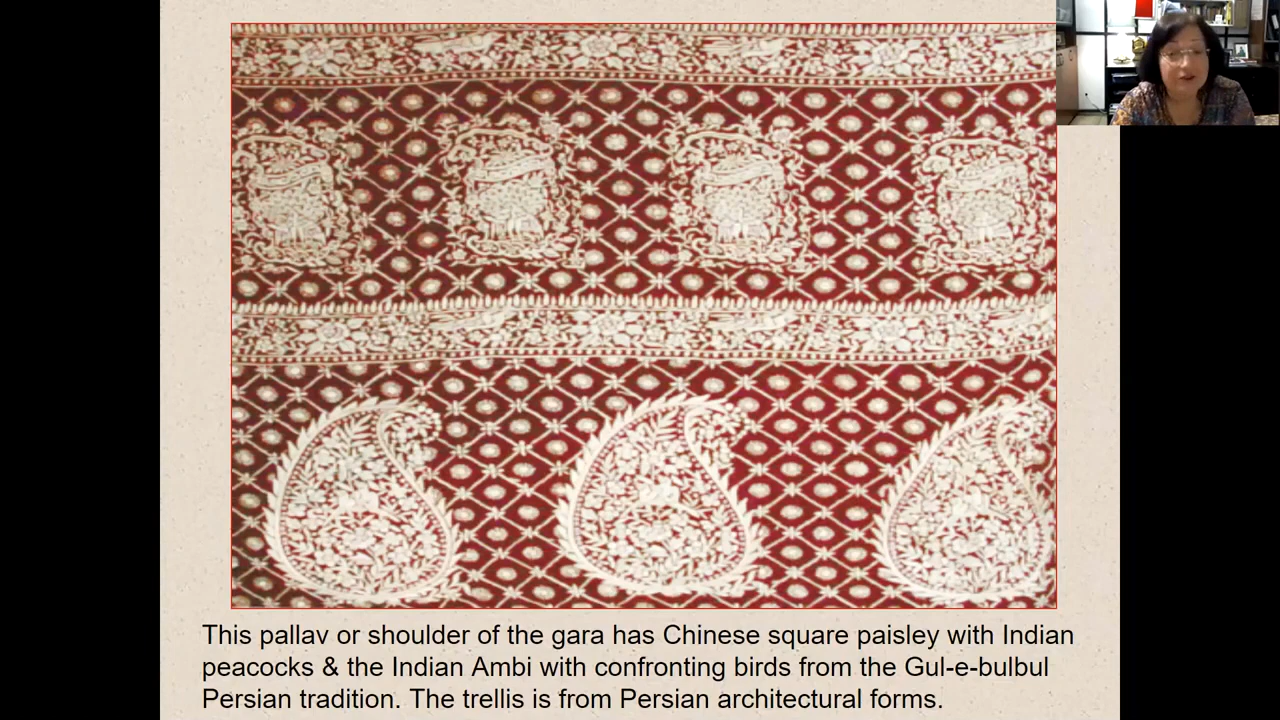 This pallav or shoulder of the gara has Chinese square paisley with Indian
peacocks & the Indian Ambi with confronting birds from the Gul-e-bulbul
Persian tradition. The trellis is from Persian architectural forms.